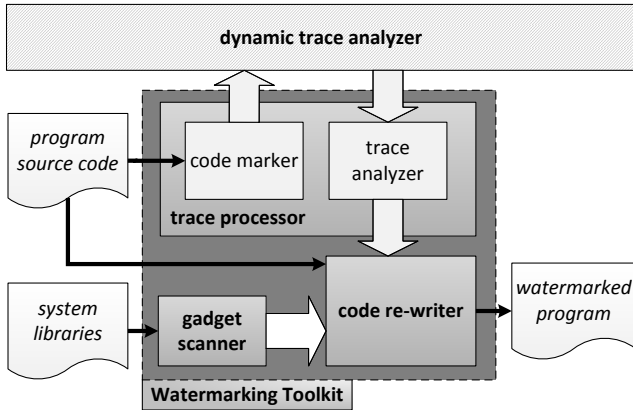 dynamic trace analyzer
program
source code
code marker
trace
analyzer
trace processor
system
libraries
gadget
scanner
code re-writer
watermarked
program
Watermarking Toolkit